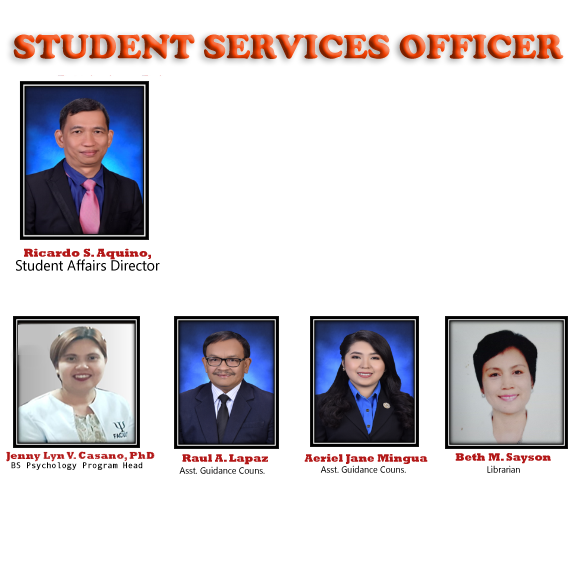 STUDENT SERVICES OFFICER
Ricardo S. Aquino,
Student Affairs Director
Jenny Lyn V. Casano, PhD
BS Psychology Program Head
Raul A. Lapaz
Asst. Guidance Couns.
Aeriel Jane Mingua
Asst. Guidance Couns.
Beth M. Sayson
Librarian